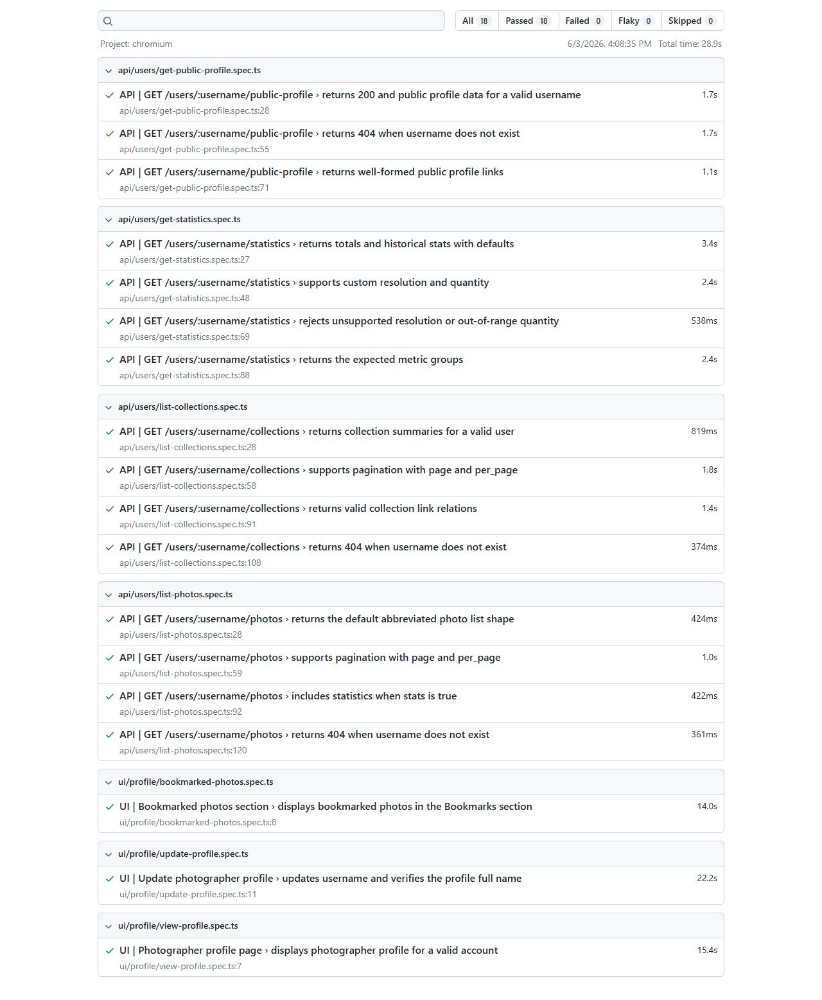 All 18 Passed 18 Failed 0 Flaky 0 Skipped 0
Project: chromium 6/3/2026, 4:08:35 PM Total time: 28.9s
api/users/get-public-profile.spec.ts
API | GET /users/:username/public-profile › returns 200 and public profile data for a valid username 1.7s
api/users/get-public-profile.spec.ts:28
API | GET /users/:username/public-profile › returns 404 when username does not exist 1.7s
api/users/get-public-profile.spec.ts:55
API | GET /users/:username/public-profile › returns well-formed public profile links 1.1s
api/users/get-public-profile.spec.ts:71
api/users/get-statistics.spec.ts
API | GET /users/:username/statistics › returns totals and historical stats with defaults 3.4s
api/users/get-statistics.spec.ts:27
API | GET /users/:username/statistics › supports custom resolution and quantity 2.4s
api/users/get-statistics.spec.ts:48
API | GET /users/:username/statistics › rejects unsupported resolution or out-of-range quantity 538ms
api/users/get-statistics.spec.ts:69
API | GET /users/:username/statistics › returns the expected metric groups 2.4s
api/users/get-statistics.spec.ts:88
api/users/list-collections.spec.ts
API | GET /users/:username/collections › returns collection summaries for a valid user 819ms
api/users/list-collections.spec.ts:28
API | GET /users/:username/collections › supports pagination with page and per_page 1.8s
api/users/list-collections.spec.ts:58
API | GET /users/:username/collections › returns valid collection link relations 1.4s
api/users/list-collections.spec.ts:91
API | GET /users/:username/collections › returns 404 when username does not exist 374ms
api/users/list-collections.spec.ts:108
api/users/list-photos.spec.ts
API | GET /users/:username/photos › returns the default abbreviated photo list shape 424ms
api/users/list-photos.spec.ts:28
API | GET /users/:username/photos › supports pagination with page and per_page 1.0s
api/users/list-photos.spec.ts:59
API | GET /users/:username/photos › includes statistics when stats is true 422ms
api/users/list-photos.spec.ts:92
API | GET /users/:username/photos › returns 404 when username does not exist 361ms
api/users/list-photos.spec.ts:120
ui/profile/bookmarked-photos.spec.ts
UI | Bookmarked photos section › displays bookmarked photos in the Bookmarks section 14.0s
ui/profile/bookmarked-photos.spec.ts:8
ui/profile/update-profile.spec.ts
UI | Update photographer profile › updates username and verifies the profile full name 22.2s
ui/profile/update-profile.spec.ts:11
ui/profile/view-profile.spec.ts
UI | Photographer profile page › displays photographer profile for a valid account 15.4s
ui/profile/view-profile.spec.ts:7